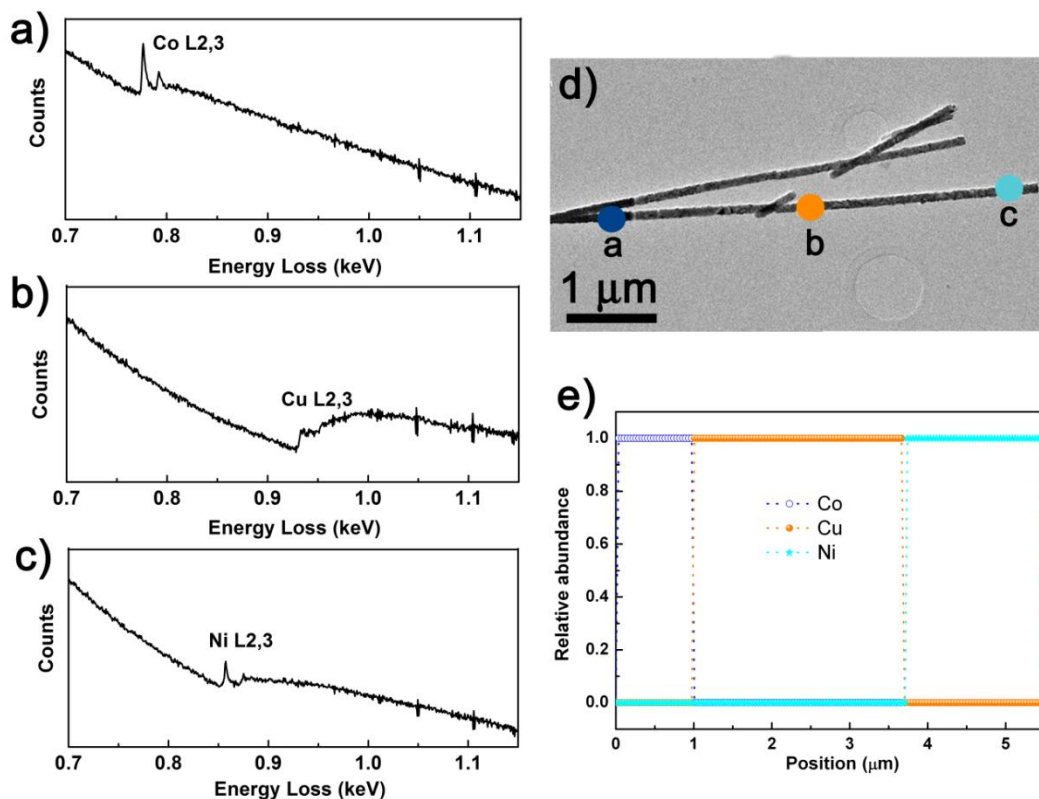 a)
Co L2,3
Counts
0.7 0.8 0.9 1.0 1.1
Energy Loss (keV)
b)
Cu L2,3
Counts
0.7 0.8 0.9 1.0 1.1
Energy Loss (keV)
c)
Ni L2,3
Counts
0.7 0.8 0.9 1.0 1.1
Energy Loss (keV)
d)
a
b
c
1 μm
e)
1.0
0.8
0.6
0.4
0.2
0.0
Relative abundance
Co
Cu
Ni
0 1 2 3 4 5
Position (μm)